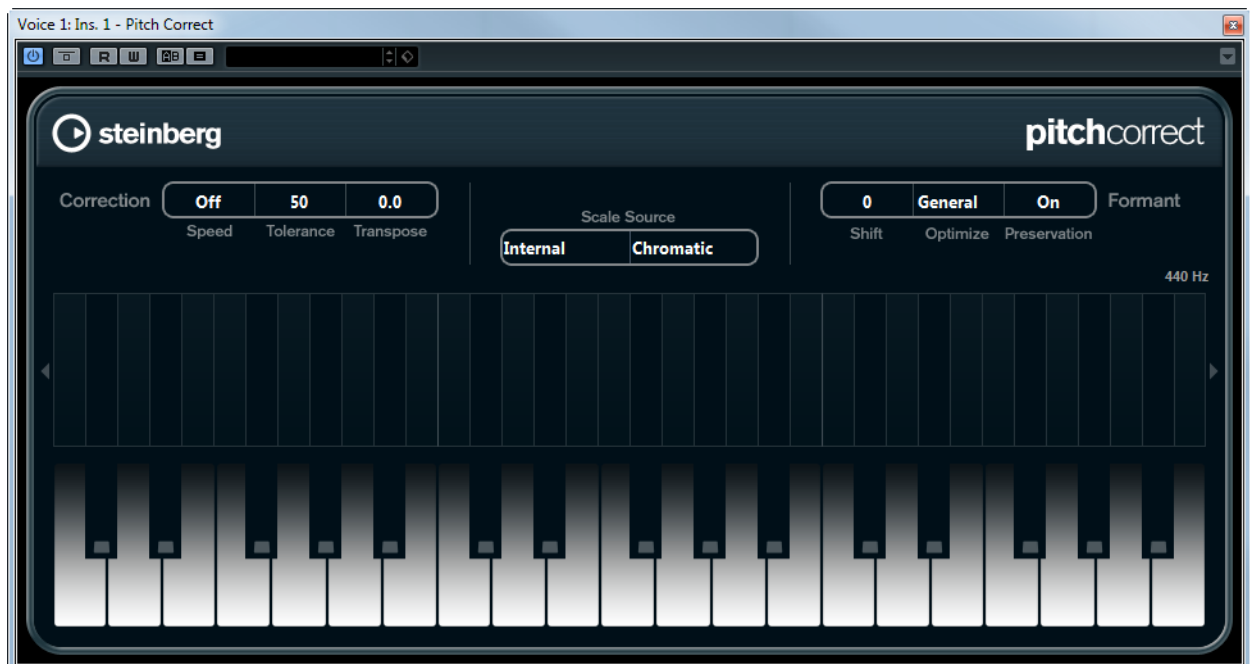 Voice 1: Ins. 1 - Pitch Correct
R W AB
steinberg
pitchcorrect
Correction Off 50 0.0
Speed Tolerance Transpose
Scale Source
Internal Chromatic
0 General On Formant
Shift Optimize Preservation
440 Hz